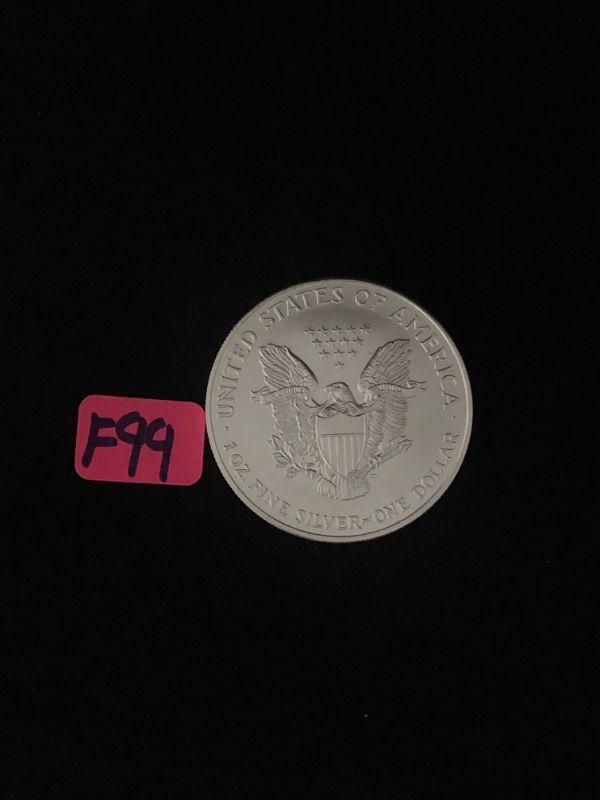 F99
UNITED STATES OF AMERICA
1 OZ. FINE SILVER~ONE DOLLAR